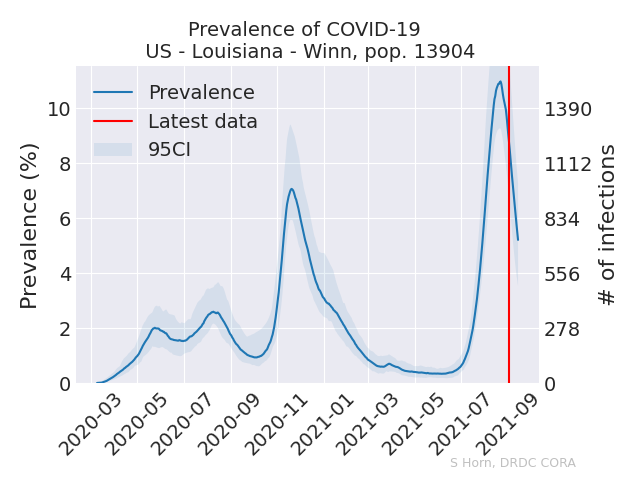 Prevalence of COVID-19
US - Louisiana - Winn, pop. 13904
Prevalence
Latest data
95CI
Prevalence (%)
10
8
6
4
2
0
1390
1112
834
556
278
0
# of infections
2020-03
2020-05
2020-07
2020-09
2020-11
2021-01
2021-03
2021-05
2021-07
2021-09
S Horn, DRDC CORA